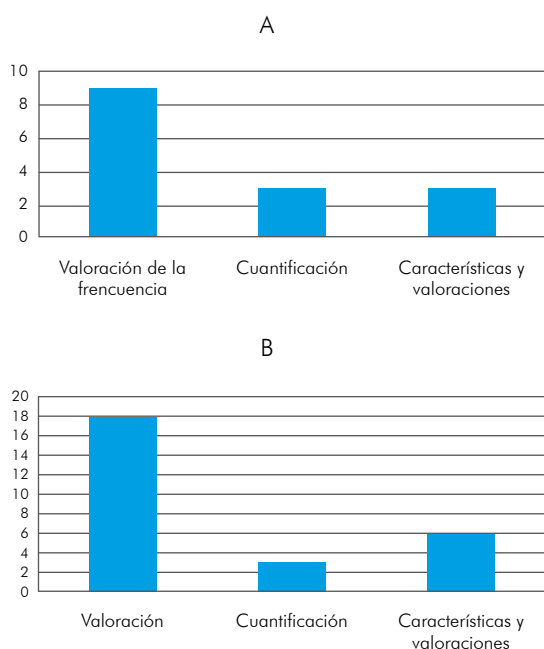 A
10
8
6
4
2
0
Valoración de la
frencuencia
Cuantificación
Características y
valoraciones
B
20
18
16
14
12
10
8
6
4
2
0
Valoración
Cuantificación
Características y
valoraciones